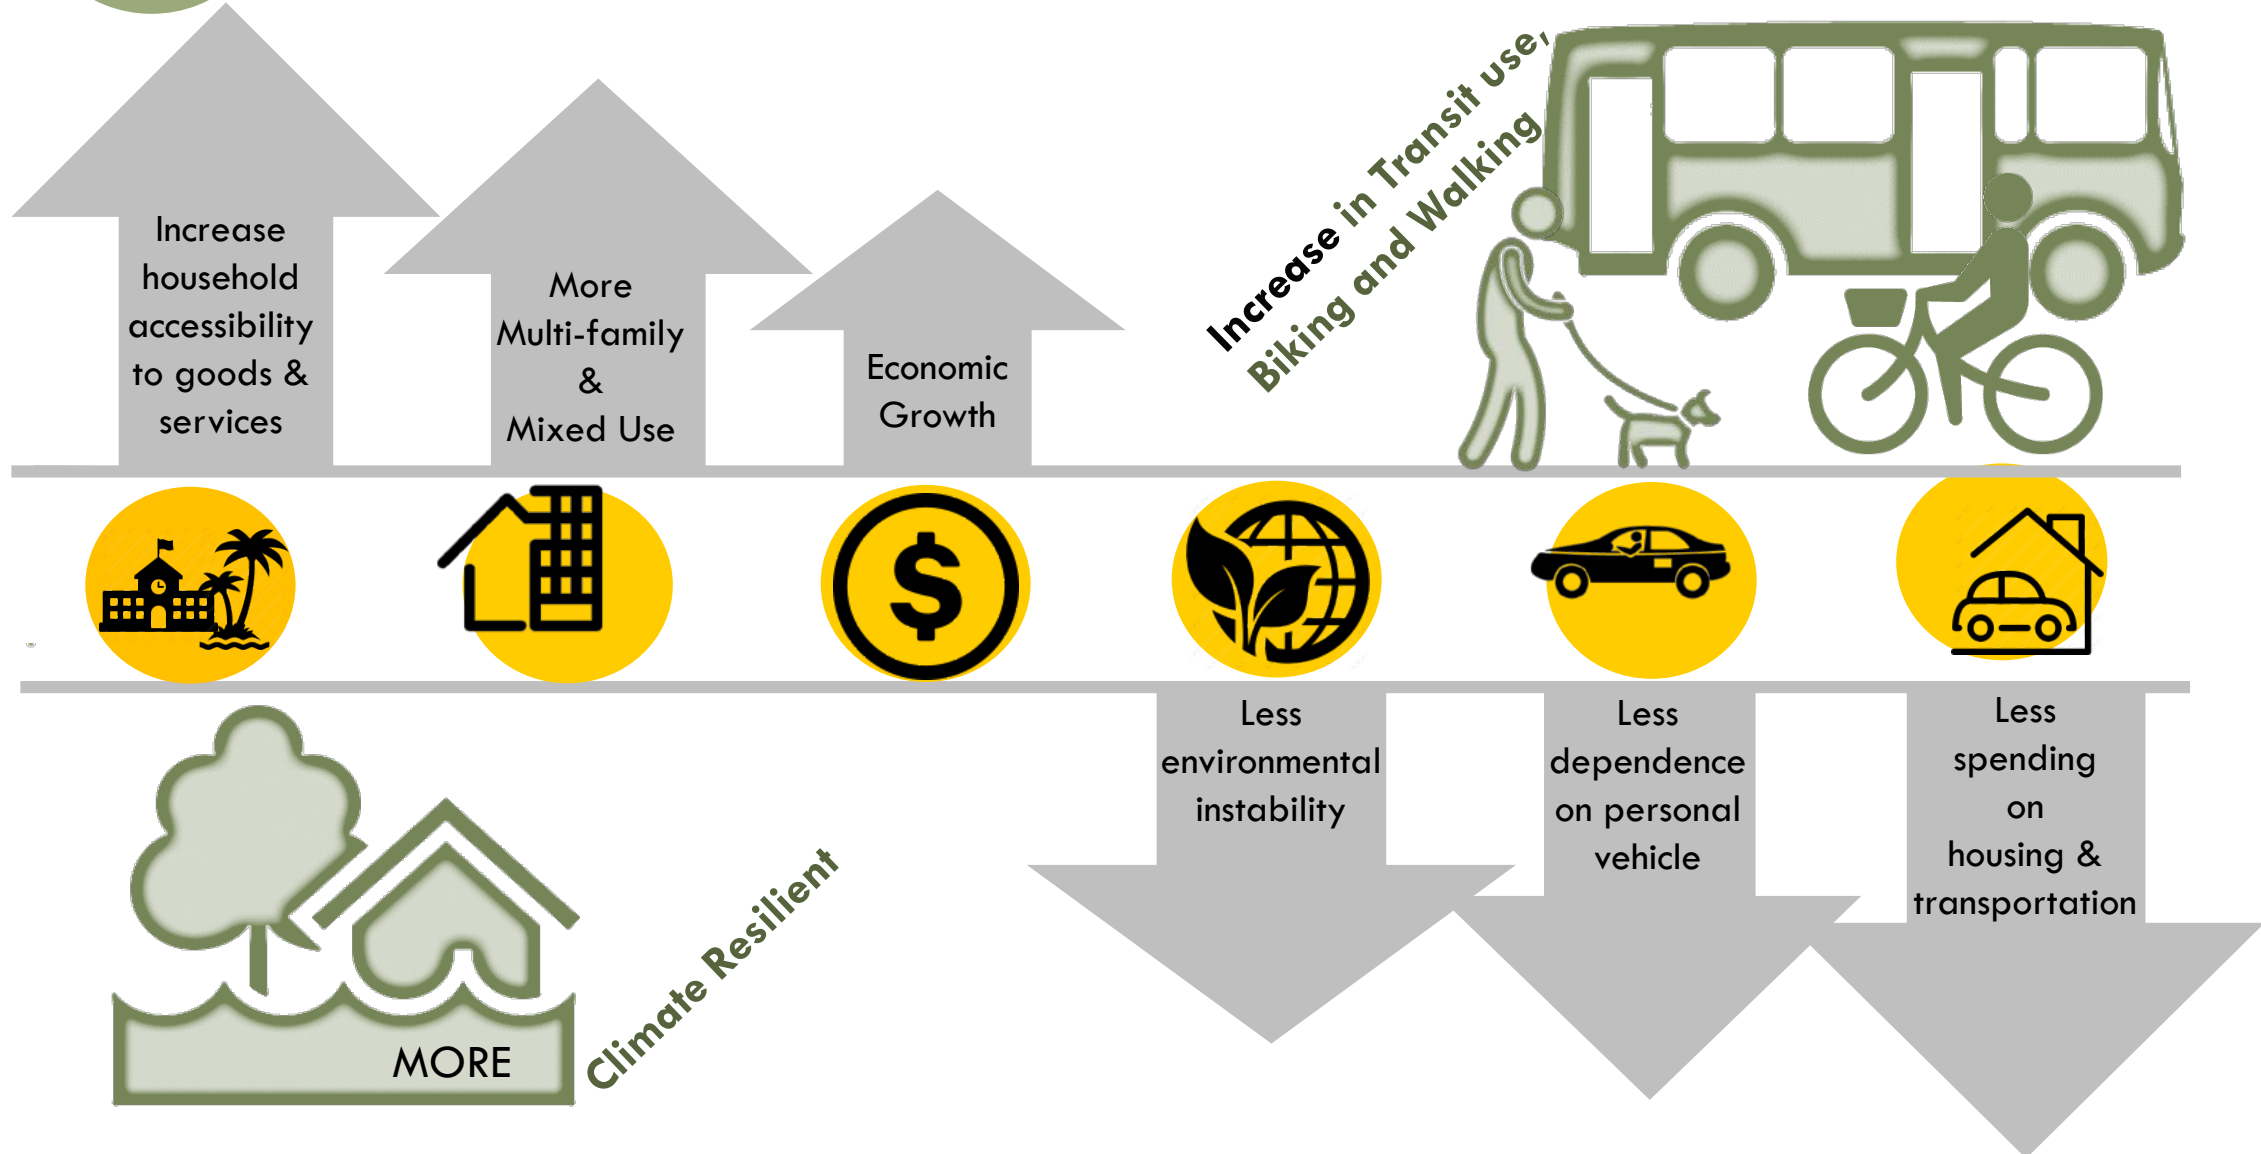 Increase
household
accessibility
to goods &
services
More
Multi-family
&
Mixed Use
Economic
Growth
Increase in Transit use,
Biking and Walking
$
Less
environmental
instability
Less
dependence
on personal
vehicle
Less
spending
on
housing &
transportation
MORE
Climate Resilient